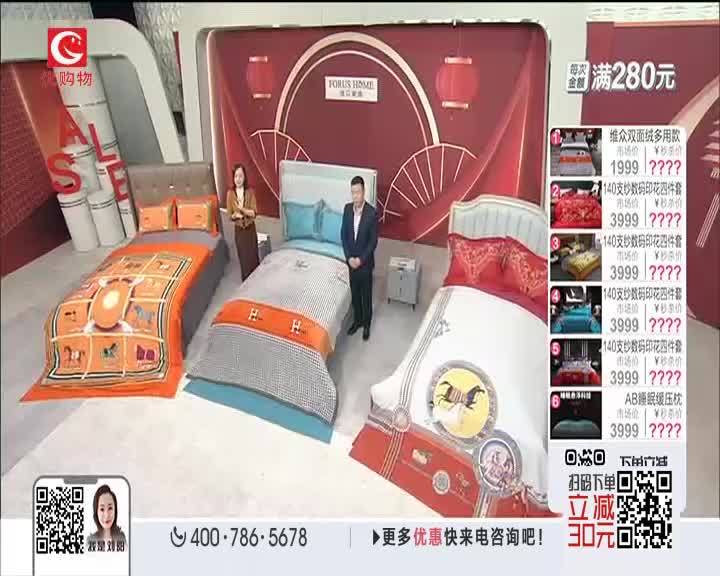 优购物
SALE
FORUS HOME
每次
金额
满280元
1
维众双面绒多用款
市场价 ￥秒杀价
1999 ????
2
140支纱数码印花四件套
市场价 ￥秒杀价
3999 ????
3
140支纱数码印花四件套
市场价 ￥秒杀价
3999 ????
4
140支纱数码印花四件套
市场价 ￥秒杀价
3999 ????
5
140支纱数码印花四件套
市场价 ￥秒杀价
3999 ????
6
AB睡眠缓压枕
市场价 ￥秒杀价
3999 ????
H H
下单立减
扫码下单
立减
30元
我是刘阳
400·786·5678
更多优惠快来电咨询吧！